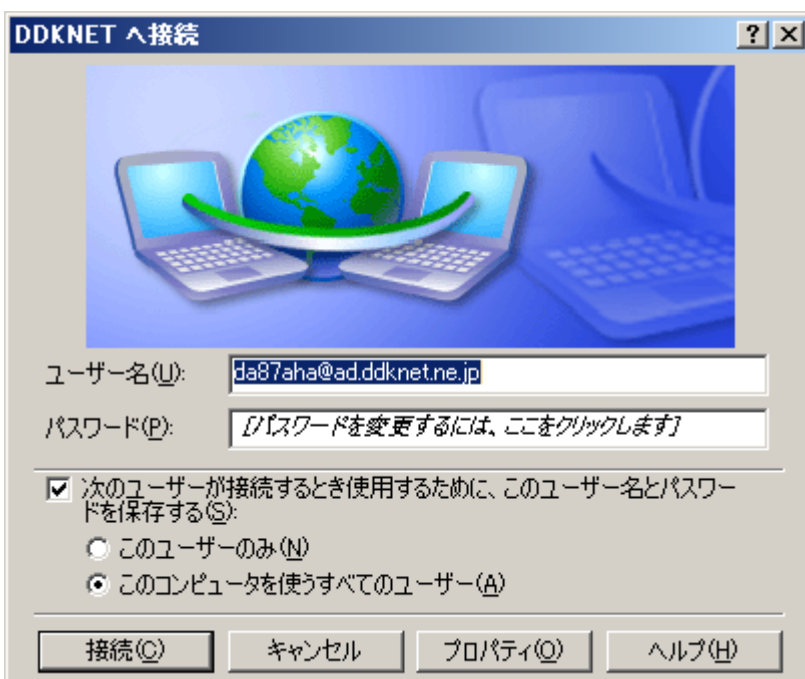 DDKNET へ接続
ユーザー名(U):
da87aha@ad.ddknet.ne.jp
パスワード(P):
[パスワードを変更するには、ここをクリックします]
次のユーザーが接続するとき使用するために、このユーザー名とパスワー
ドを保存する(S):
このユーザーのみ(N)
このコンピュータを使うすべてのユーザー(A)
接続(C) キャンセル プロパティ(O) ヘルプ(H)